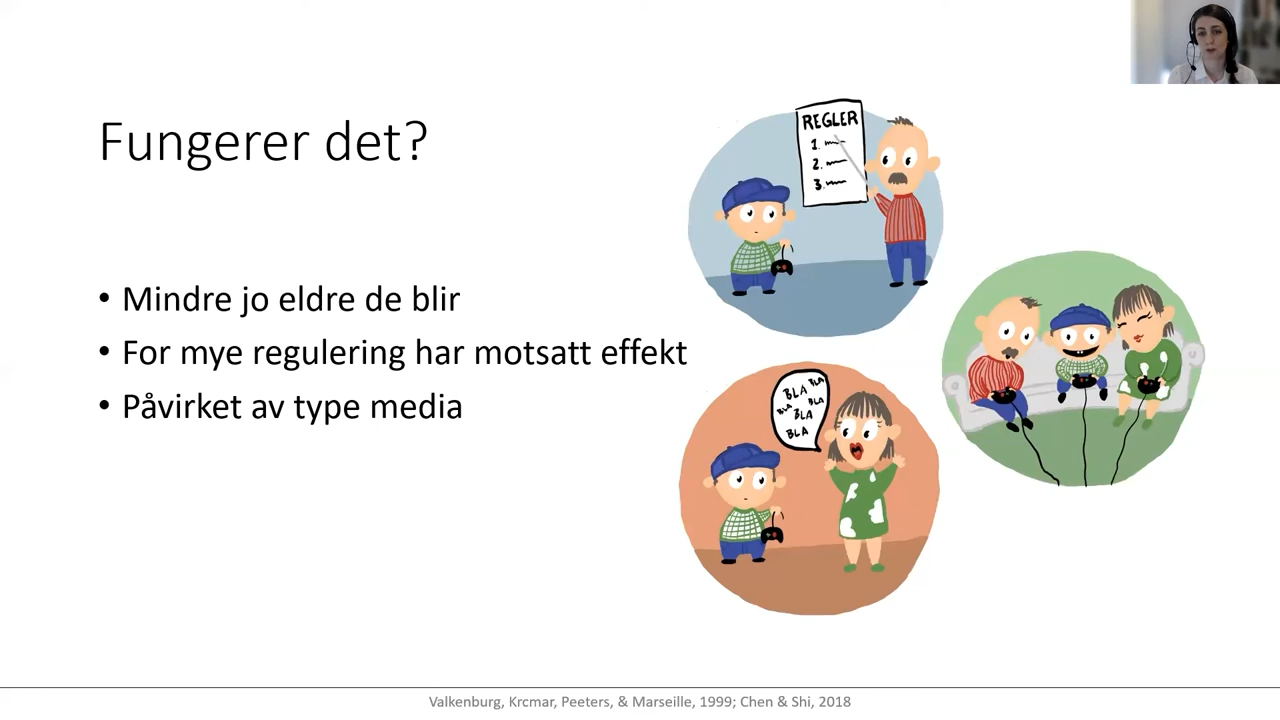 Fungerer det?
• Mindre jo eldre de blir
• For mye regulering har motsatt effekt
• Påvirket av type media
REGLER
1.
2.
3.
BLA BLA
BLA BLA
BLA
BLA
Valkenburg, Krcmar, Peeters, & Marseille, 1999; Chen & Shi, 2018